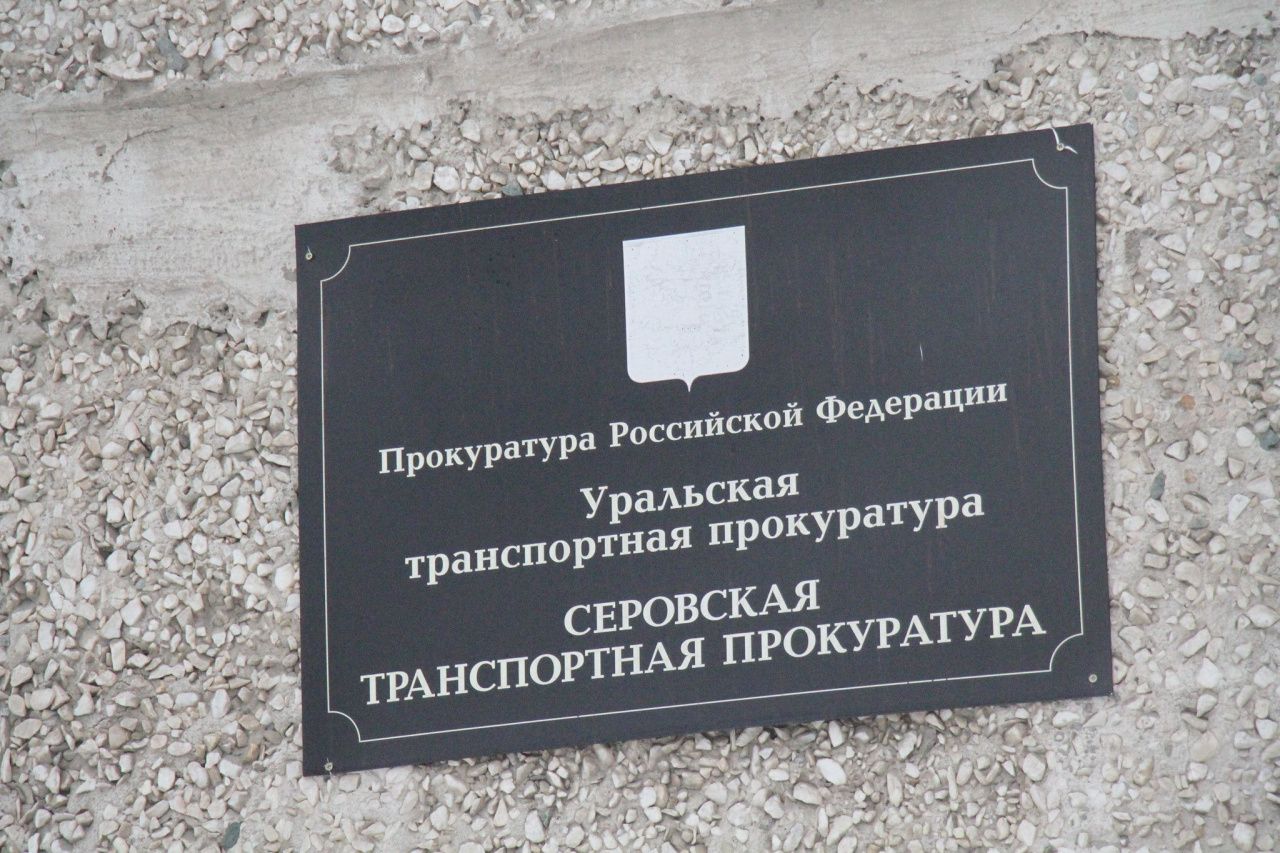 Прокуратура Российской Федерации
Уральская
транспортная прокуратура
СЕРОВСКАЯ
ТРАНСПОРТНАЯ ПРОКУРАТУРА